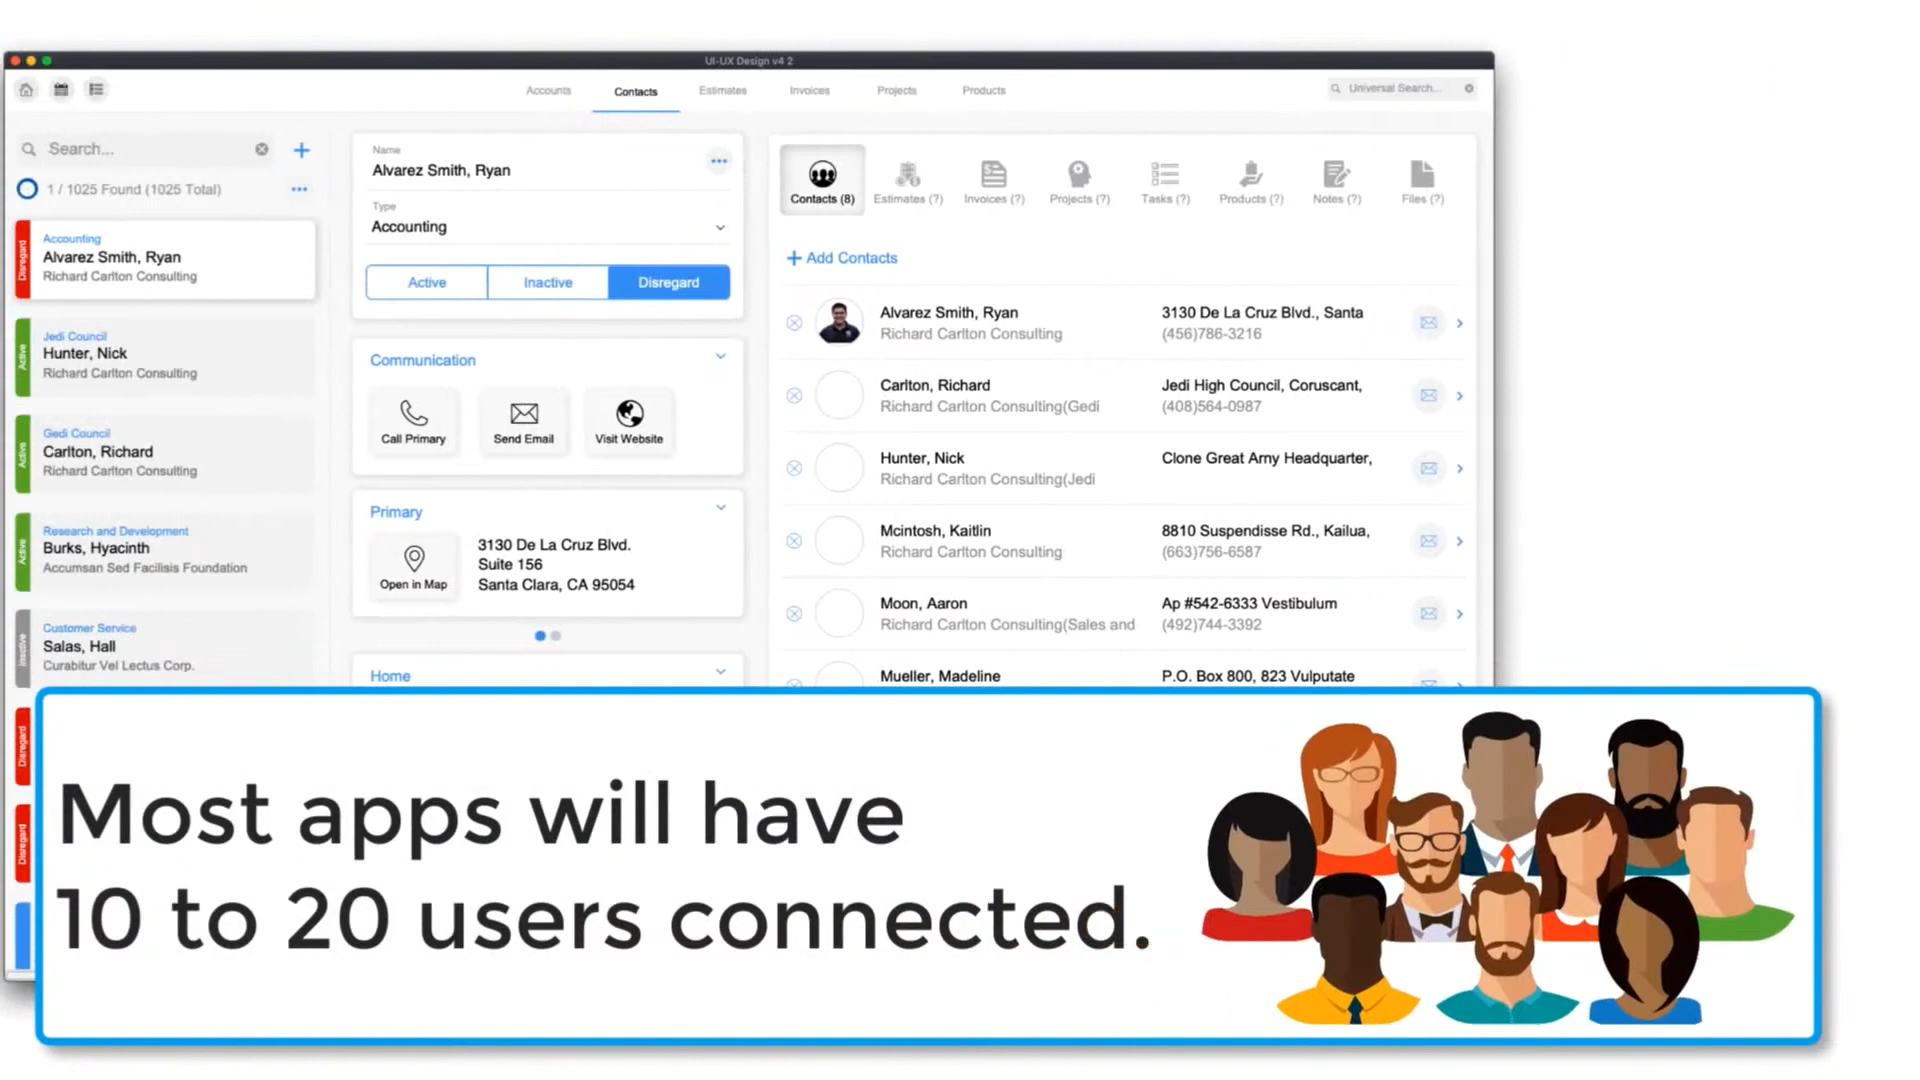 UI-UX Design v4 2
Accounts
Contacts
Estimates
Invoices
Projects
Products
Universal Search...
Search...
1 / 1025 Found (1025 Total)
Disregard
Accounting
Alvarez Smith, Ryan
Richard Carlton Consulting
Active
Jedi Council
Hunter, Nick
Richard Carlton Consulting
Active
Gedi Council
Carlton, Richard
Richard Carlton Consulting
Active
Research and Development
Burks, Hyacinth
Accumsan Sed Facilisis Foundation
Inactive
Customer Service
Salas, Hall
Curabitur Vel Lectus Corp.
Disregard
Disregard
Name
Alvarez Smith, Ryan
Type
Accounting
Active
Inactive
Disregard
Communication
Call Primary
Send Email
Visit Website
Primary
Open in Map
3130 De La Cruz Blvd.
Suite 156
Santa Clara, CA 95054
Home
Contacts (8)
Estimates (?)
Invoices (?)
Projects (?)
Tasks (?)
Products (?)
Notes (?)
Files (?)
+ Add Contacts
Alvarez Smith, Ryan
Richard Carlton Consulting
3130 De La Cruz Blvd., Santa
(456)786-3216
Carlton, Richard
Richard Carlton Consulting(Gedi
Jedi High Council, Coruscant,
(408)564-0987
Hunter, Nick
Richard Carlton Consulting(Jedi
Clone Great Arny Headquarter,
Mcintosh, Kaitlin
Richard Carlton Consulting
8810 Suspendisse Rd., Kailua,
(663)756-6587
Moon, Aaron
Richard Carlton Consulting(Sales and
Ap #542-6333 Vestibulum
(492)744-3392
Mueller, Madeline
P.O. Box 800, 823 Vulputate
Most apps will have
10 to 20 users connected.